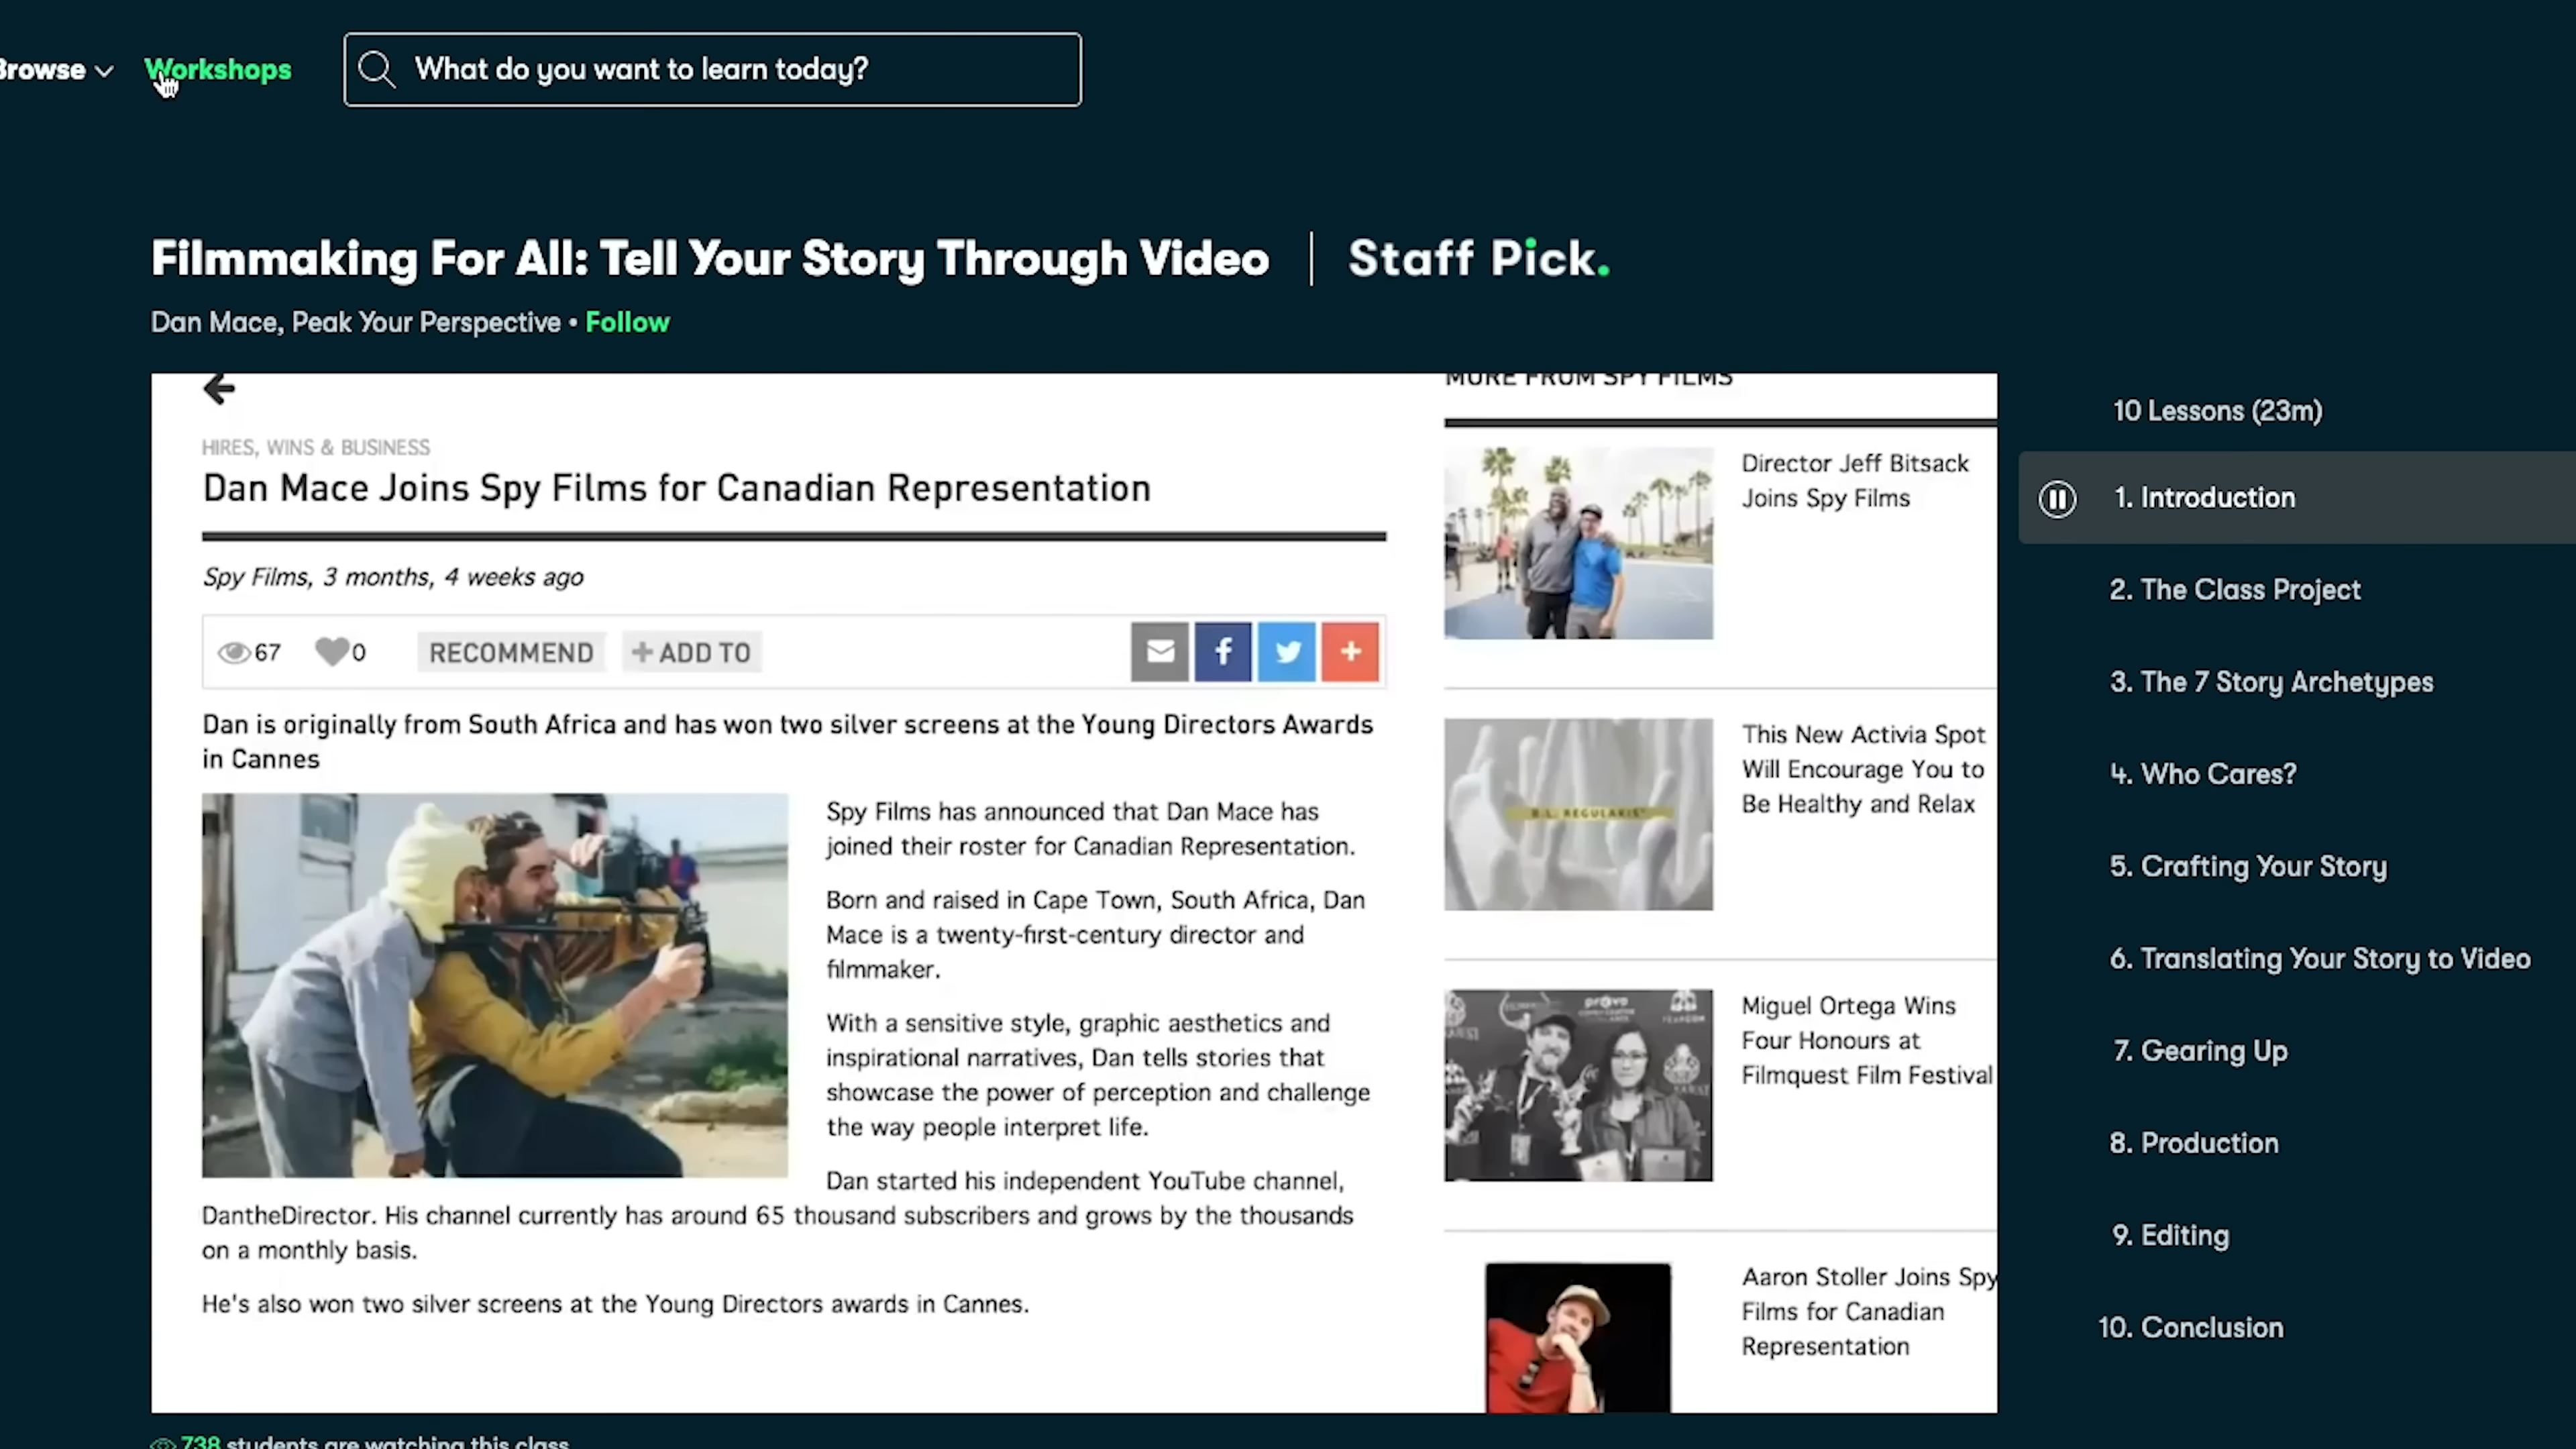 Browse Workshops What do you want to learn today?
Filmmaking For All: Tell Your Story Through Video | Staff Pick.
Dan Mace, Peak Your Perspective • Follow
HIRES, WINS & BUSINESS
Dan Mace Joins Spy Films for Canadian Representation
Spy Films, 3 months, 4 weeks ago
67 0 RECOMMEND + ADD TO
Dan is originally from South Africa and has won two silver screens at the Young Directors Awards
in Cannes
Spy Films has announced that Dan Mace has
joined their roster for Canadian Representation.
Born and raised in Cape Town, South Africa, Dan
Mace is a twenty-first-century director and
filmmaker.
With a sensitive style, graphic aesthetics and
inspirational narratives, Dan tells stories that
showcase the power of perception and challenge
the way people interpret life.
Dan started his independent YouTube channel,
DantheDirector. His channel currently has around 65 thousand subscribers and grows by the thousands
on a monthly basis.
He's also won two silver screens at the Young Directors awards in Cannes.
MORE FROM SPY FILMS
Director Jeff Bitsack
Joins Spy Films
This New Activia Spot
Will Encourage You to
Be Healthy and Relax
Miguel Ortega Wins
Four Honours at
Filmquest Film Festival
Aaron Stoller Joins Spy
Films for Canadian
Representation
10 Lessons (23m)
1. Introduction
2. The Class Project
3. The 7 Story Archetypes
4. Who Cares?
5. Crafting Your Story
6. Translating Your Story to Video
7. Gearing Up
8. Production
9. Editing
10. Conclusion
738 students are watching this class